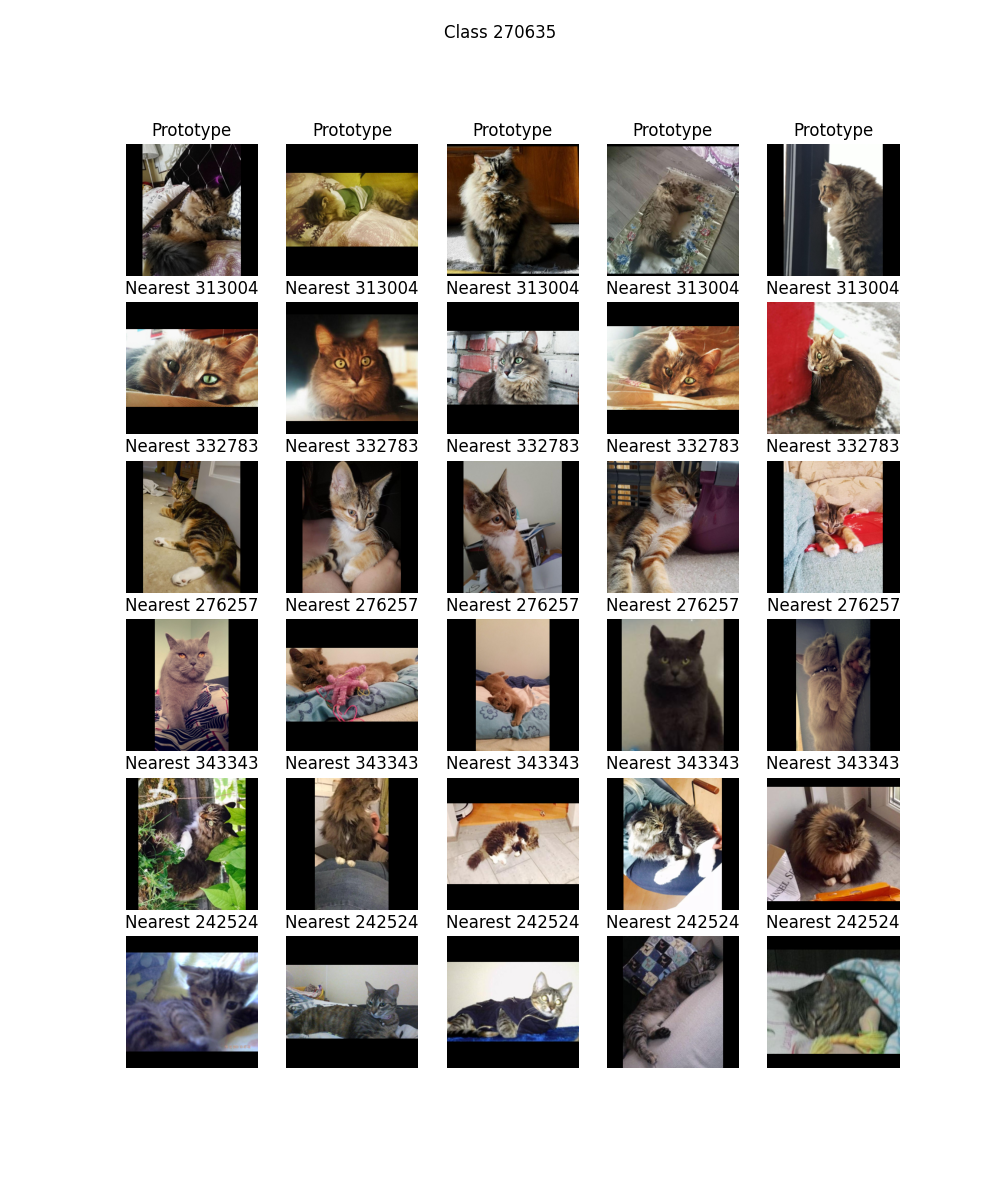 Class 270635
Prototype Prototype Prototype Prototype Prototype
Nearest 313004 Nearest 313004 Nearest 313004 Nearest 313004 Nearest 313004
Nearest 332783 Nearest 332783 Nearest 332783 Nearest 332783 Nearest 332783
Nearest 276257 Nearest 276257 Nearest 276257 Nearest 276257 Nearest 276257
Nearest 343343 Nearest 343343 Nearest 343343 Nearest 343343 Nearest 343343
Nearest 242524 Nearest 242524 Nearest 242524 Nearest 242524 Nearest 242524